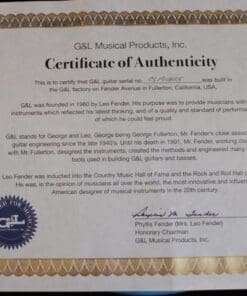 G&L Musical Products, Inc.
Certificate of Authenticity
This is to certify that G&L guitar serial no. was built in
the G&L factory on Fender Avenue in Fullerton, California, USA.
G&L was founded in 1980 by Leo Fender. His purpose was to provide musicians with
instruments which reflected his latest thinking, and of a quality and standard of performance
of which he could feel proud.
G&L stands for George and Leo, George being George Fullerton, Mr. Fender's close associate
guitar engineering since the late 1940's. Until his death in 1991, Mr. Fender, working closely
with Mr. Fullerton, designed the instruments, created the methods and engineered many
tools used in building G&L guitars and basses.
Leo Fender was inducted into the Country Music Hall of Fame and the Rock and Roll Hall
He was, in the opinion of musicians all over the world, the most innovative and influential
American designer of musical instruments in the 20th century.
G&L
Phyllis M. Fender
Phyllis Fender (Mrs. Leo Fender)
Honorary Chairman
G&L Musical Products, Inc.